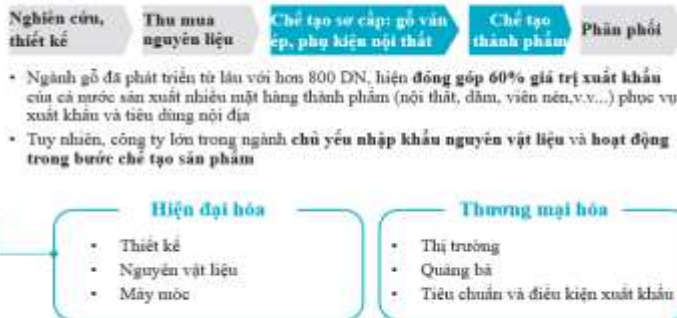 Nghiên cứu, thiết kế
Thu mua nguyên liệu
Chế tạo sơ cấp: gỗ ván ép, phụ kiện nội thất
Chế tạo thành phẩm
Phân phối
• Ngành gỗ đã phát triển từ lâu với hơn 800 DN, hiện đóng góp 60% giá trị xuất khẩu
của cả nước sản xuất nhiều mặt hàng thành phẩm (nội thất, dăm, viên nén,v.v...) phục vụ
xuất khẩu và tiêu dùng nội địa
• Tuy nhiên, công ty lớn trong ngành chủ yếu nhập khẩu nguyên vật liệu và hoạt động
trong bước chế tạo sản phẩm
Hiện đại hóa
• Thiết kế
• Nguyên vật liệu
• Máy móc
Thương mại hóa
• Thị trường
• Quảng bá
• Tiêu chuẩn và điều kiện xuất khẩu